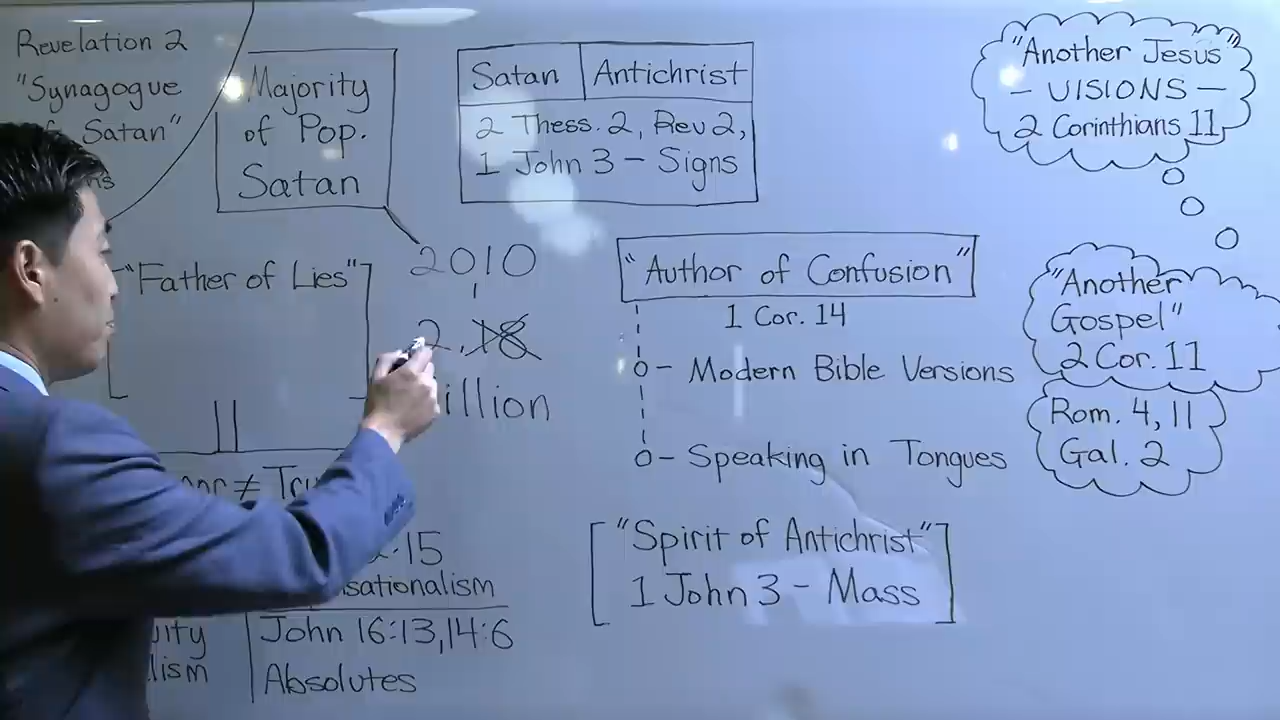 Revelation 2
"Synagogue
Satan"
Majority
of Pop.
Satan
Satan Antichrist
2 Thess. 2, Rev 2,
1 John 3 - Signs
"Another Jesus"
- VISIONS -
2 Corinthians 11
"Father of Lies"
2010
2.18
illion
"Author of Confusion"
1 Cor. 14
o- Modern Bible Versions
o- Speaking in Tongues
"Another
Gospel"
2 Cor. 11
Rom. 4, 11
Gal. 2
≠
:15
sationalism
John 16:13,14:6
Absolutes
"Spirit of Antichrist"
1 John 3 - Mass